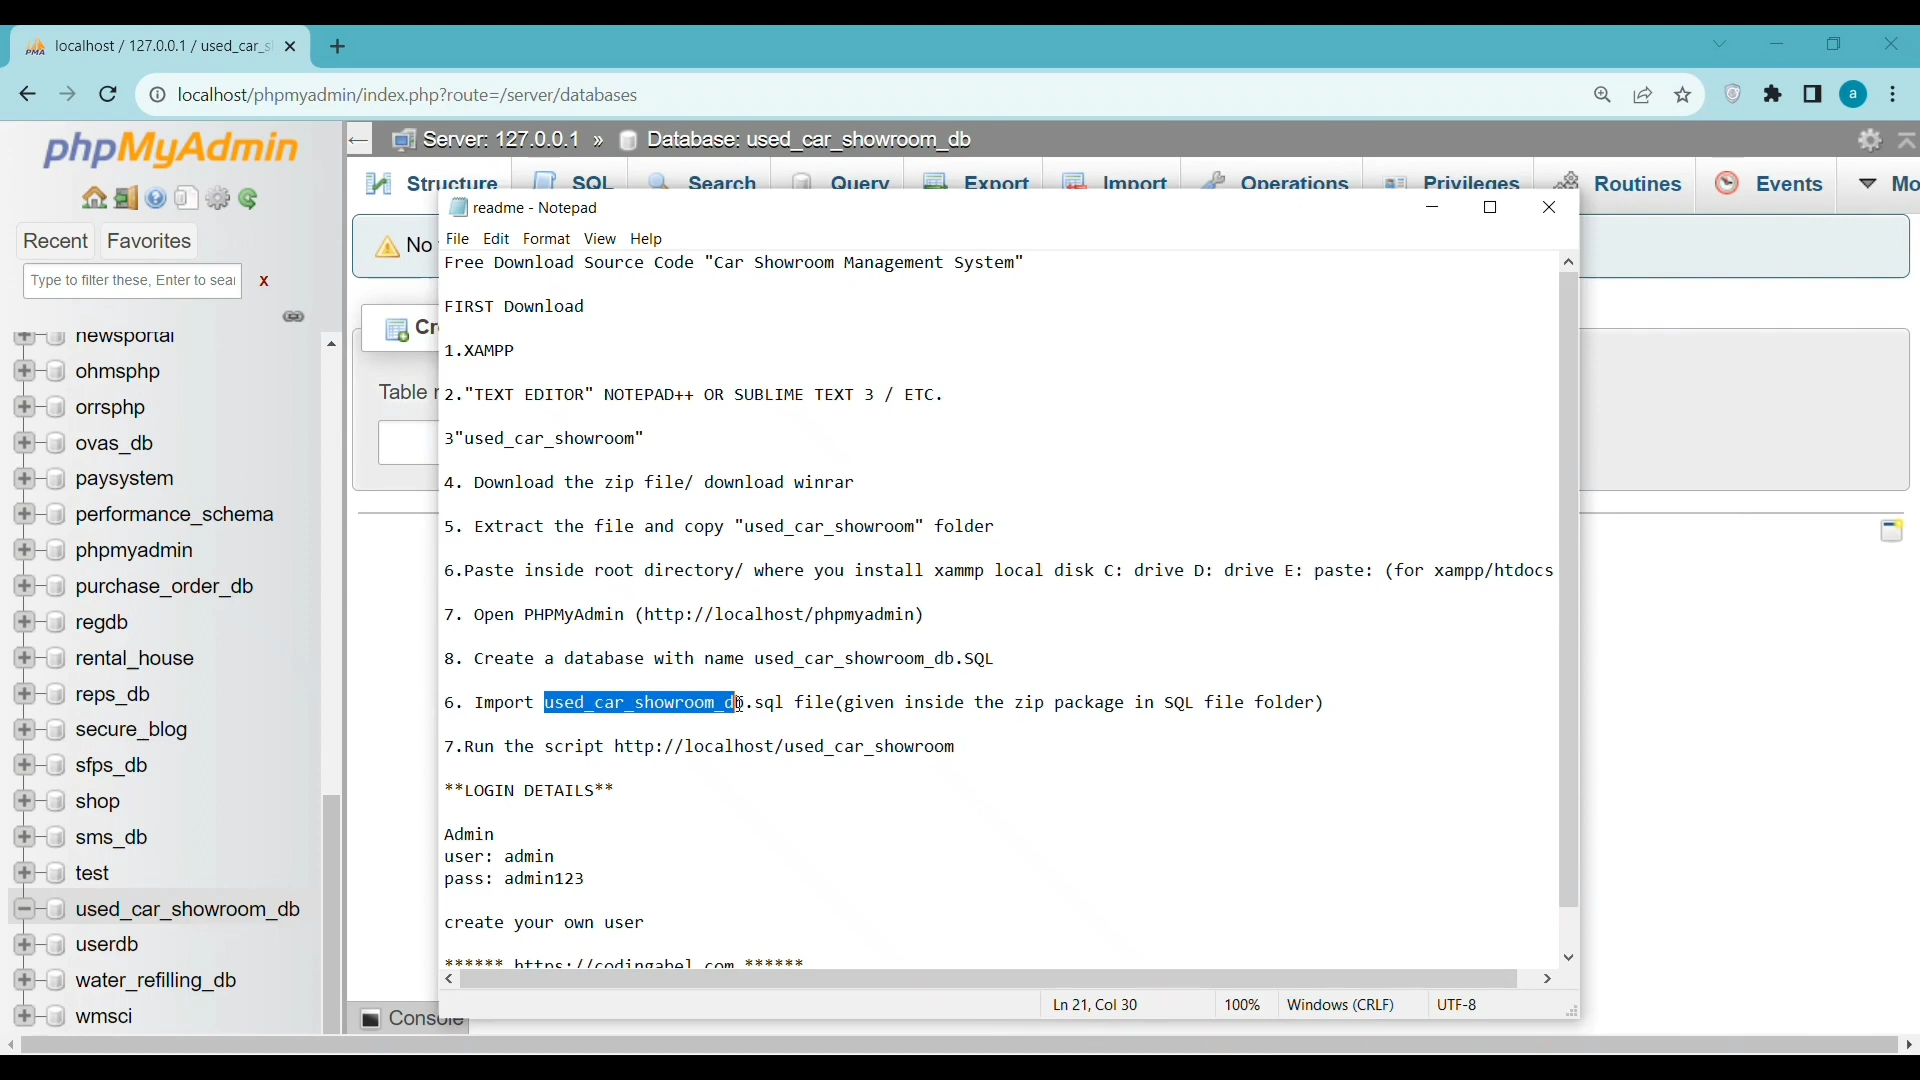 localhost / 127.0.0.1 / used_car_s
localhost/phpmyadmin/index.php?route=/server/databases
a
phpMyAdmin
Recent
Favorites
Type to filter these, Enter to sear
X
newsportal
ohmsphp
orrsphp
ovas_db
paysystem
performance_schema
phpmyadmin
purchase_order_db
regdb
rental_house
reps_db
secure_blog
sfps_db
shop
sms_db
test
used_car_showroom_db
userdb
water_refilling_db
wmsci
Server: 127.0.0.1 » Database: used_car_showroom_db
Structure
SQL
Search
Query
Export
Import
Operations
Privileges
Routines
Events
Mo
No
Cr
Table
Console
readme - Notepad
File Edit Format View Help
Free Download Source Code "Car Showroom Management System"
FIRST Download
1.XAMPP
2."TEXT EDITOR" NOTEPAD++ OR SUBLIME TEXT 3 / ETC.
3"used_car_showroom"
4. Download the zip file/ download winrar
5. Extract the file and copy "used_car_showroom" folder
6.Paste inside root directory/ where you install xammp local disk C: drive D: drive E: paste: (for xampp/htdocs
7. Open PHPMyAdmin (http://localhost/phpmyadmin)
8. Create a database with name used_car_showroom_db.SQL
6. Import used_car_showroom_db.sql file(given inside the zip package in SQL file folder)
7.Run the script http://localhost/used_car_showroom
**LOGIN DETAILS**
Admin
user: admin
pass: admin123
create your own user
****** https://codingabel.com ******
Ln 21, Col 30
100%
Windows (CRLF)
UTF-8